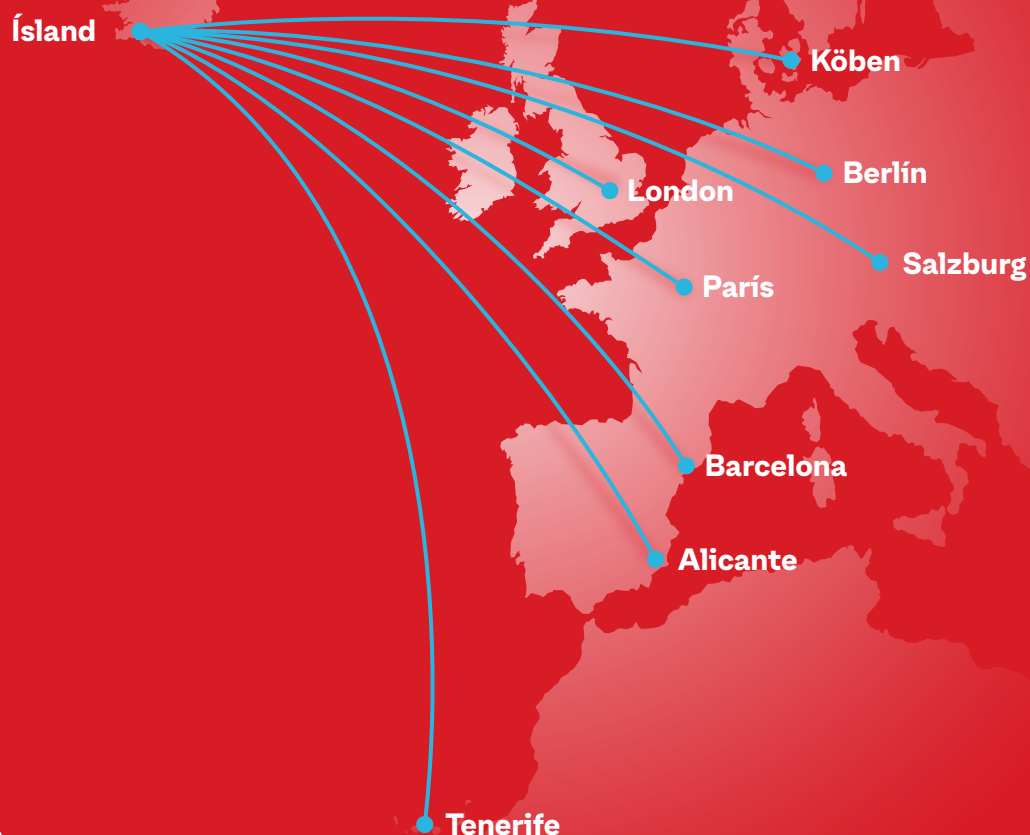 Ísland
Köben
Berlín
London
Salzburg
París
Barcelona
Alicante
Tenerife